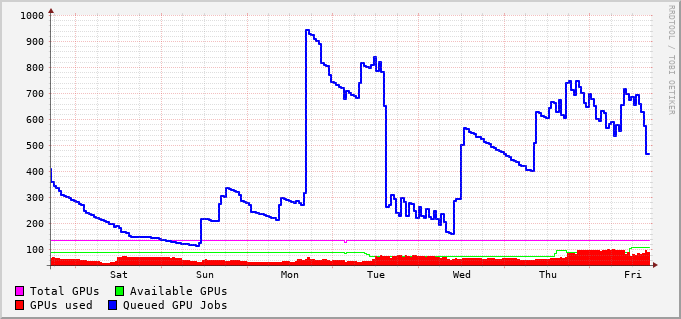 1000
900
800
700
600
500
400
300
200
100
Sat Sun Mon Tue Wed Thu Fri
Total GPUs Available GPUs
GPUs used Queued GPU Jobs
RRDTOOL / TOBI OETIKER